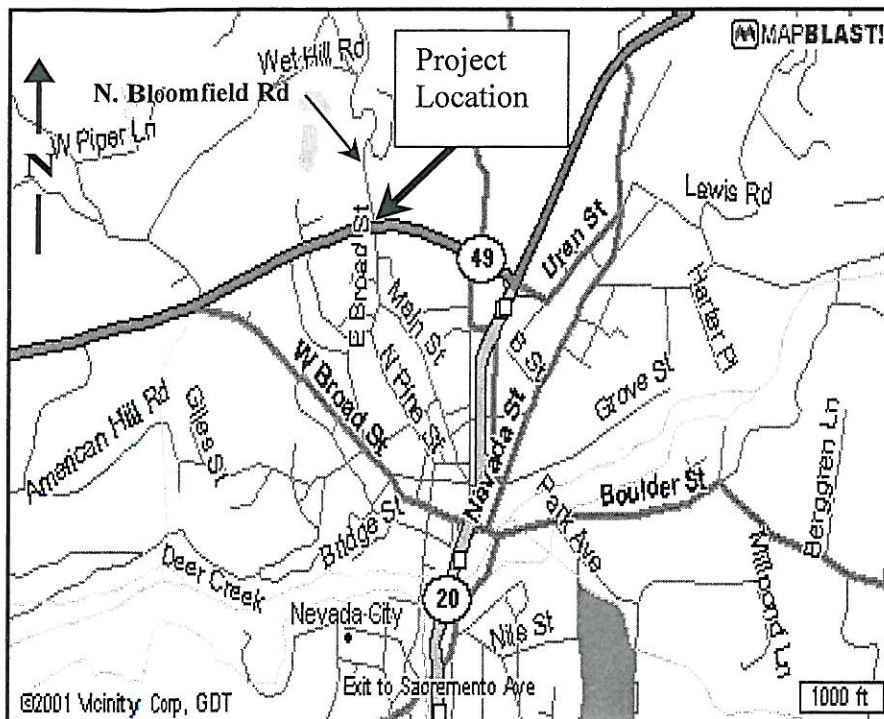 MAPBLAST!
Wet Hill Rd
Project
Location
N. Bloomfield Rd
W Piper Ln
N
Lewis Rd
Uren St
49
E Broad St
Main St
Harter Pl
B St
W Broad St
N Pine St
Grove St
Gilles St
American Hill Rd
Nevada St
Boulder St
Park Ave
Berggren Ln
Bridge St
Deer Creek
Millpond Ln
20
Nevada City
Nile St
Exit to Sacramento Ave
©2001 Vicinity Corp, GDT
1000 ft